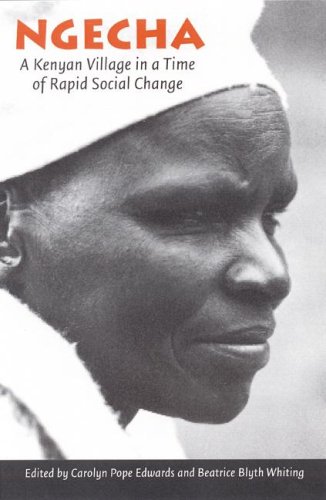 NGECHA
A Kenyan Village in a Time
of Rapid Social Change
Edited by Carolyn Pope Edwards and Beatrice Blyth Whiting